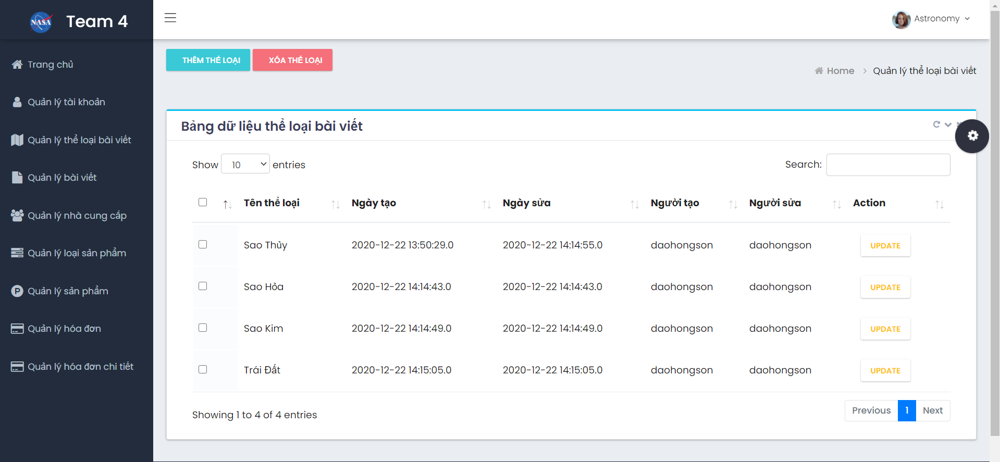 NASA
Team 4
Astronomy
Trang chủ
Quản lý tài khoản
Quản lý thể loại bài viết
Quản lý bài viết
Quản lý nhà cung cấp
Quản lý loại sản phẩm
Quản lý sản phẩm
Quản lý hóa đơn
Quản lý hóa đơn chi tiết
THÊM THỂ LOẠI XÓA THỂ LOẠI
Home Quản lý thể loại bài viết
Bảng dữ liệu thể loại bài viết
Show 10 entries Search:
Tên thể loại Ngày tạo Ngày sửa Người tạo Người sửa Action
Sao Thủy 2020-12-22 13:50:29.0 2020-12-22 14:14:55.0 daohongson daohongson UPDATE
Sao Hỏa 2020-12-22 14:14:43.0 2020-12-22 14:14:43.0 daohongson daohongson UPDATE
Sao Kim 2020-12-22 14:14:49.0 2020-12-22 14:14:49.0 daohongson daohongson UPDATE
Trái Đất 2020-12-22 14:15:05.0 2020-12-22 14:15:05.0 daohongson daohongson UPDATE
Showing 1 to 4 of 4 entries Previous 1 Next